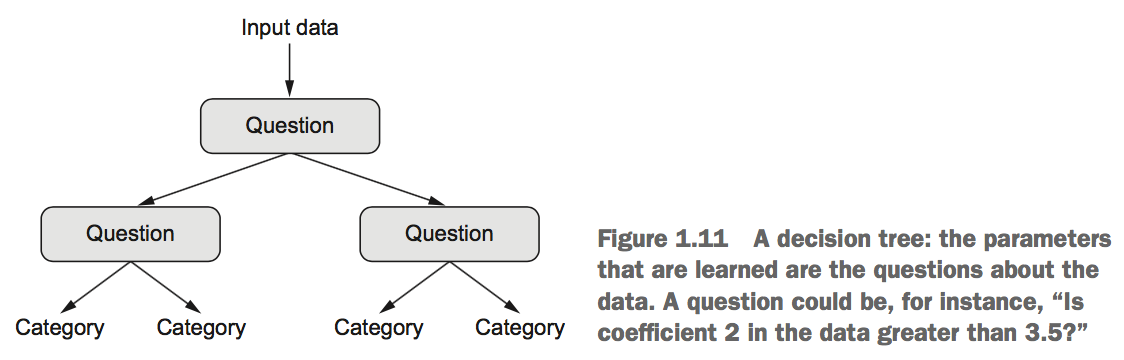 Input data
Question
Question
Question
Category
Category
Category
Category
Figure 1.11 A decision tree: the parameters
that are learned are the questions about the
data. A question could be, for instance, “Is
coefficient 2 in the data greater than 3.5?”